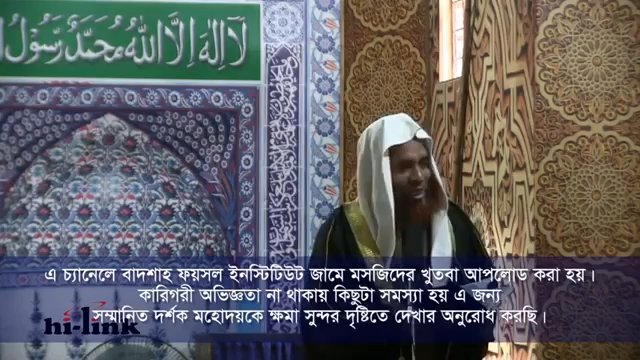 لا إله إلا الله محمد رسول ا
এ চ্যানেলে বাদশাহ ফয়সল ইনস্টিটিউট জামে মসজিদের খুতবা আপলোড করা হয়।
কারিগরী অভিজ্ঞতা না থাকায় কিছুটা সমস্যা হয় এ জন্য
সম্মানিত দর্শক মহোদয়কে ক্ষমা সুন্দর দৃষ্টিতে দেখার অনুরোধ করছি।
hi-link